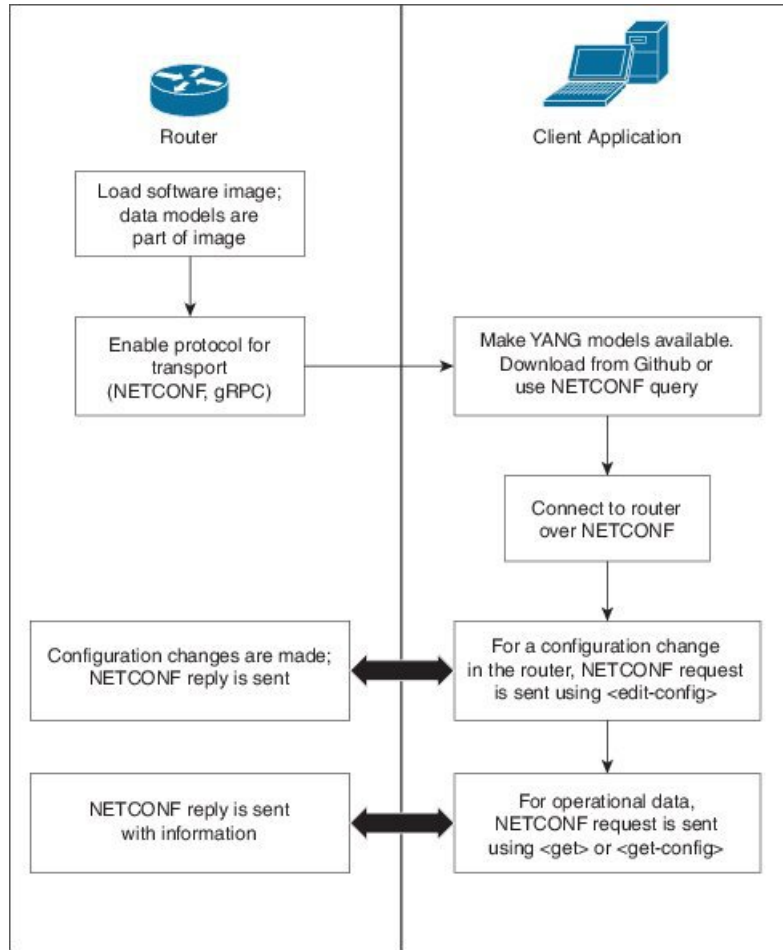 Router
Client Application
Load software image;
data models are
part of image
Enable protocol for
transport
(NETCONF, gRPC)
Make YANG models available.
Download from Github or
use NETCONF query
Connect to router
over NETCONF
Configuration changes are made;
NETCONF reply is sent
For a configuration change
in the router, NETCONF request
is sent using <edit-config>
NETCONF reply is sent
with information
For operational data,
NETCONF request is sent
using <get> or <get-config>